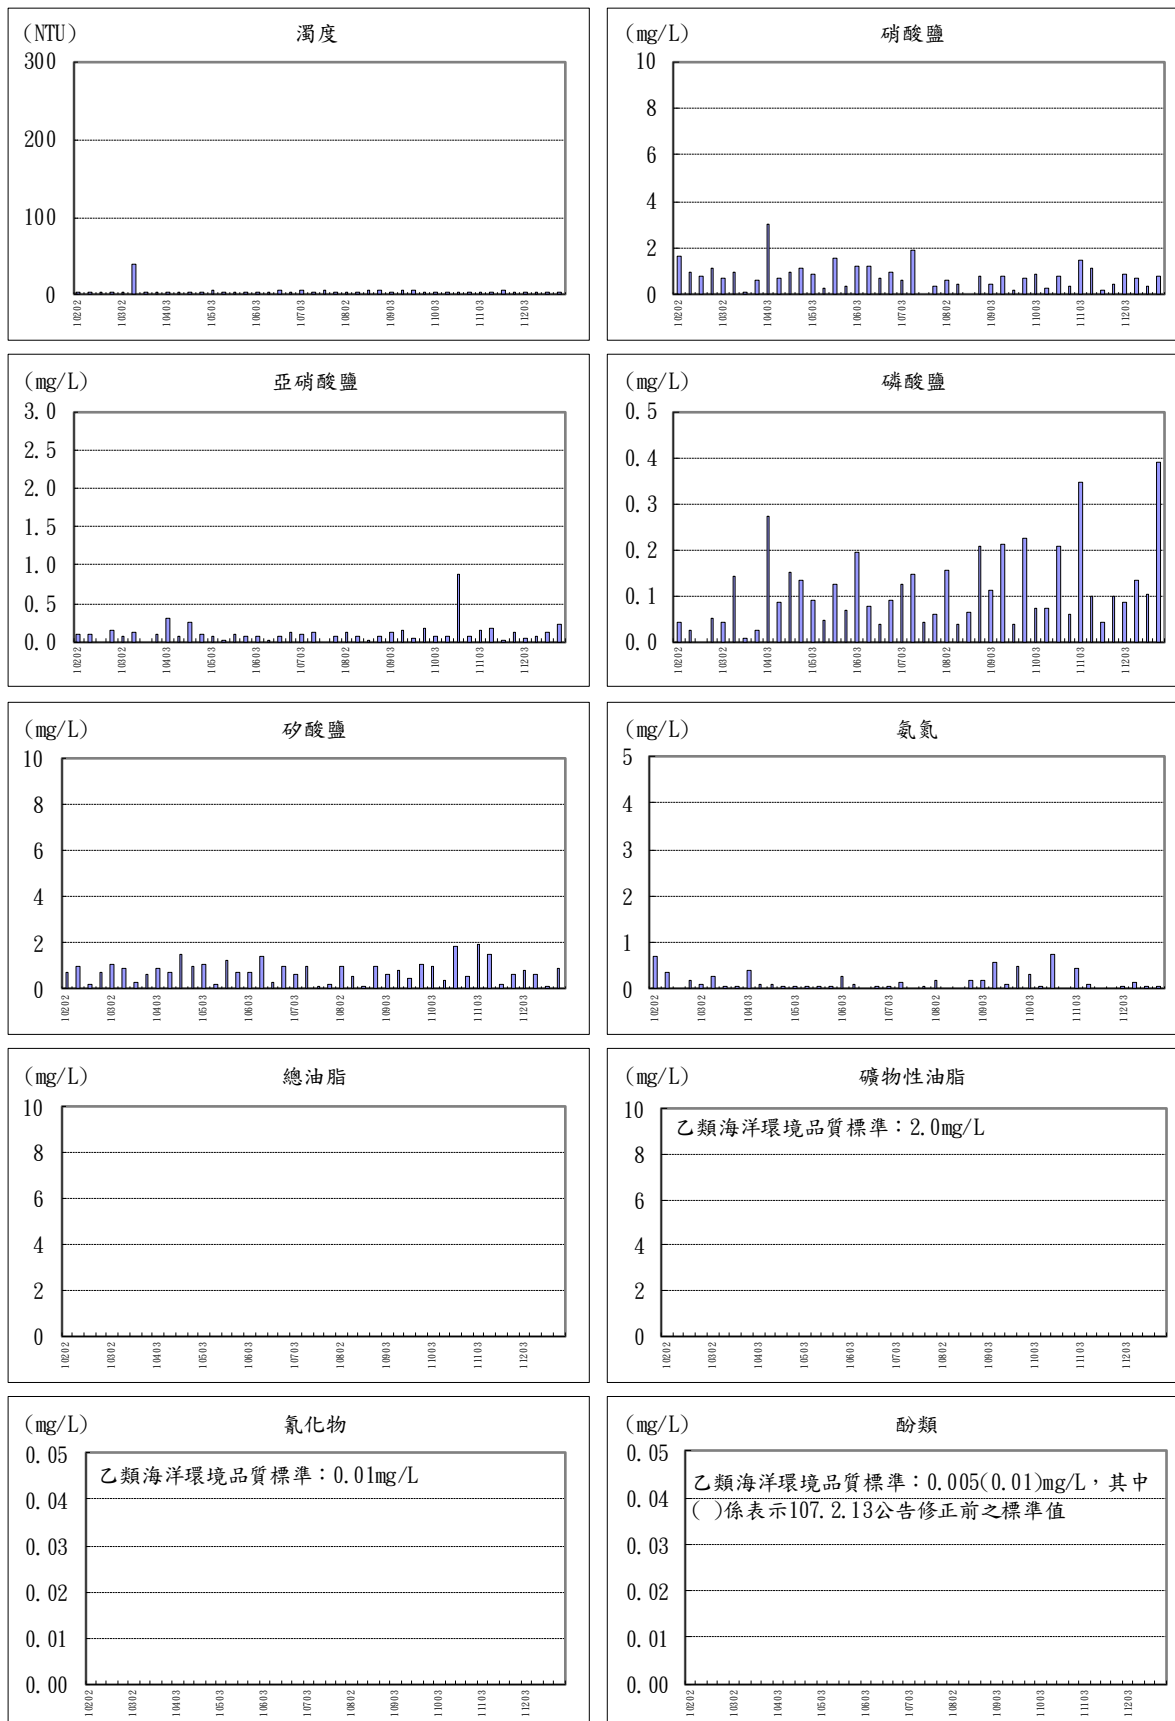 (NTU) 濁度
300
200
100
0
10202 10302 10403 10503 10603 10703 10802 10903 11003 11103 11203
(mg/L) 硝酸鹽
10
8
6
4
2
0
10202 10302 10403 10503 10603 10703 10802 10903 11003 11103 11203
(mg/L) 亞硝酸鹽
3.0
2.5
2.0
1.5
1.0
0.5
0.0
10202 10302 10403 10503 10603 10703 10802 10903 11003 11103 11203
(mg/L) 磷酸鹽
0.5
0.4
0.3
0.2
0.1
0.0
10202 10302 10403 10503 10603 10703 10802 10903 11003 11103 11203
(mg/L) 矽酸鹽
10
8
6
4
2
0
10202 10302 10403 10503 10603 10703 10802 10903 11003 11103 11203
(mg/L) 氨氮
5
4
3
2
1
0
10202 10302 10403 10503 10603 10703 10802 10903 11003 11103 11203
(mg/L) 總油脂
10
8
6
4
2
0
10202 10302 10403 10503 10603 10703 10802 10903 11003 11103 11203
(mg/L) 礦物性油脂
乙類海洋環境品質標準：2.0mg/L
10
8
6
4
2
0
10202 10302 10403 10503 10603 10703 10802 10903 11003 11103 11203
(mg/L) 氰化物
乙類海洋環境品質標準：0.01mg/L
0.05
0.04
0.03
0.02
0.01
0.00
10202 10302 10403 10503 10603 10703 10802 10903 11003 11103 11203
(mg/L) 酚類
乙類海洋環境品質標準：0.005(0.01)mg/L，其中
( )係表示107.2.13公告修正前之標準值
0.05
0.04
0.03
0.02
0.01
0.00
10202 10302 10403 10503 10603 10703 10802 10903 11003 11103 11203